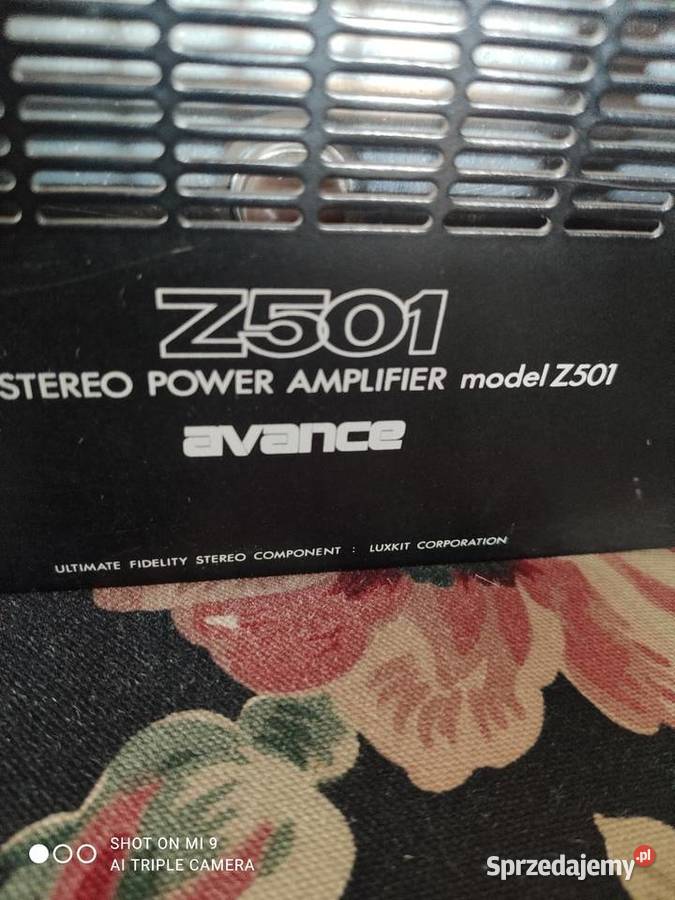 Z501
STEREO POWER AMPLIFIER model Z501
avance
ULTIMATE FIDELITY STEREO COMPONENT : LUXKIT CORPORATION
SHOT ON MI 9
AI TRIPLE CAMERA
Sprzedajemy.pl